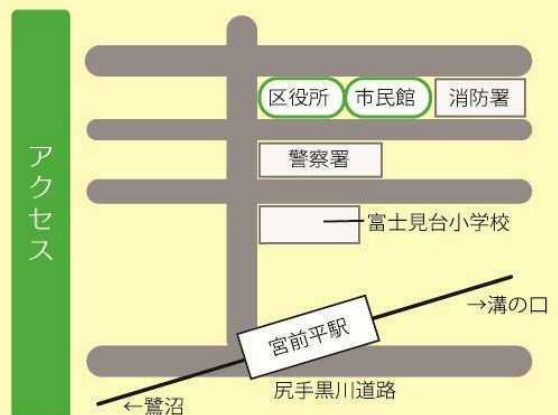 アクセス
区役所
市民館
消防署
警察署
富士見台小学校
→溝の口
宮前平駅
尻手黒川道路
←鷺沼